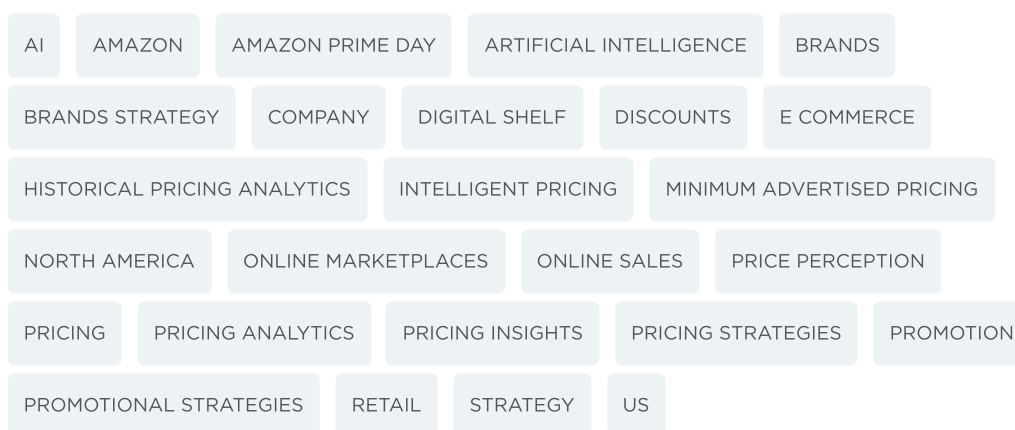 AI AMAZON AMAZON PRIME DAY ARTIFICIAL INTELLIGENCE BRANDS
BRANDS STRATEGY COMPANY DIGITAL SHELF DISCOUNTS E COMMERCE
HISTORICAL PRICING ANALYTICS INTELLIGENT PRICING MINIMUM ADVERTISED PRICING
NORTH AMERICA ONLINE MARKETPLACES ONLINE SALES PRICE PERCEPTION
PRICING PRICING ANALYTICS PRICING INSIGHTS PRICING STRATEGIES PROMOTION
PROMOTIONAL STRATEGIES RETAIL STRATEGY US